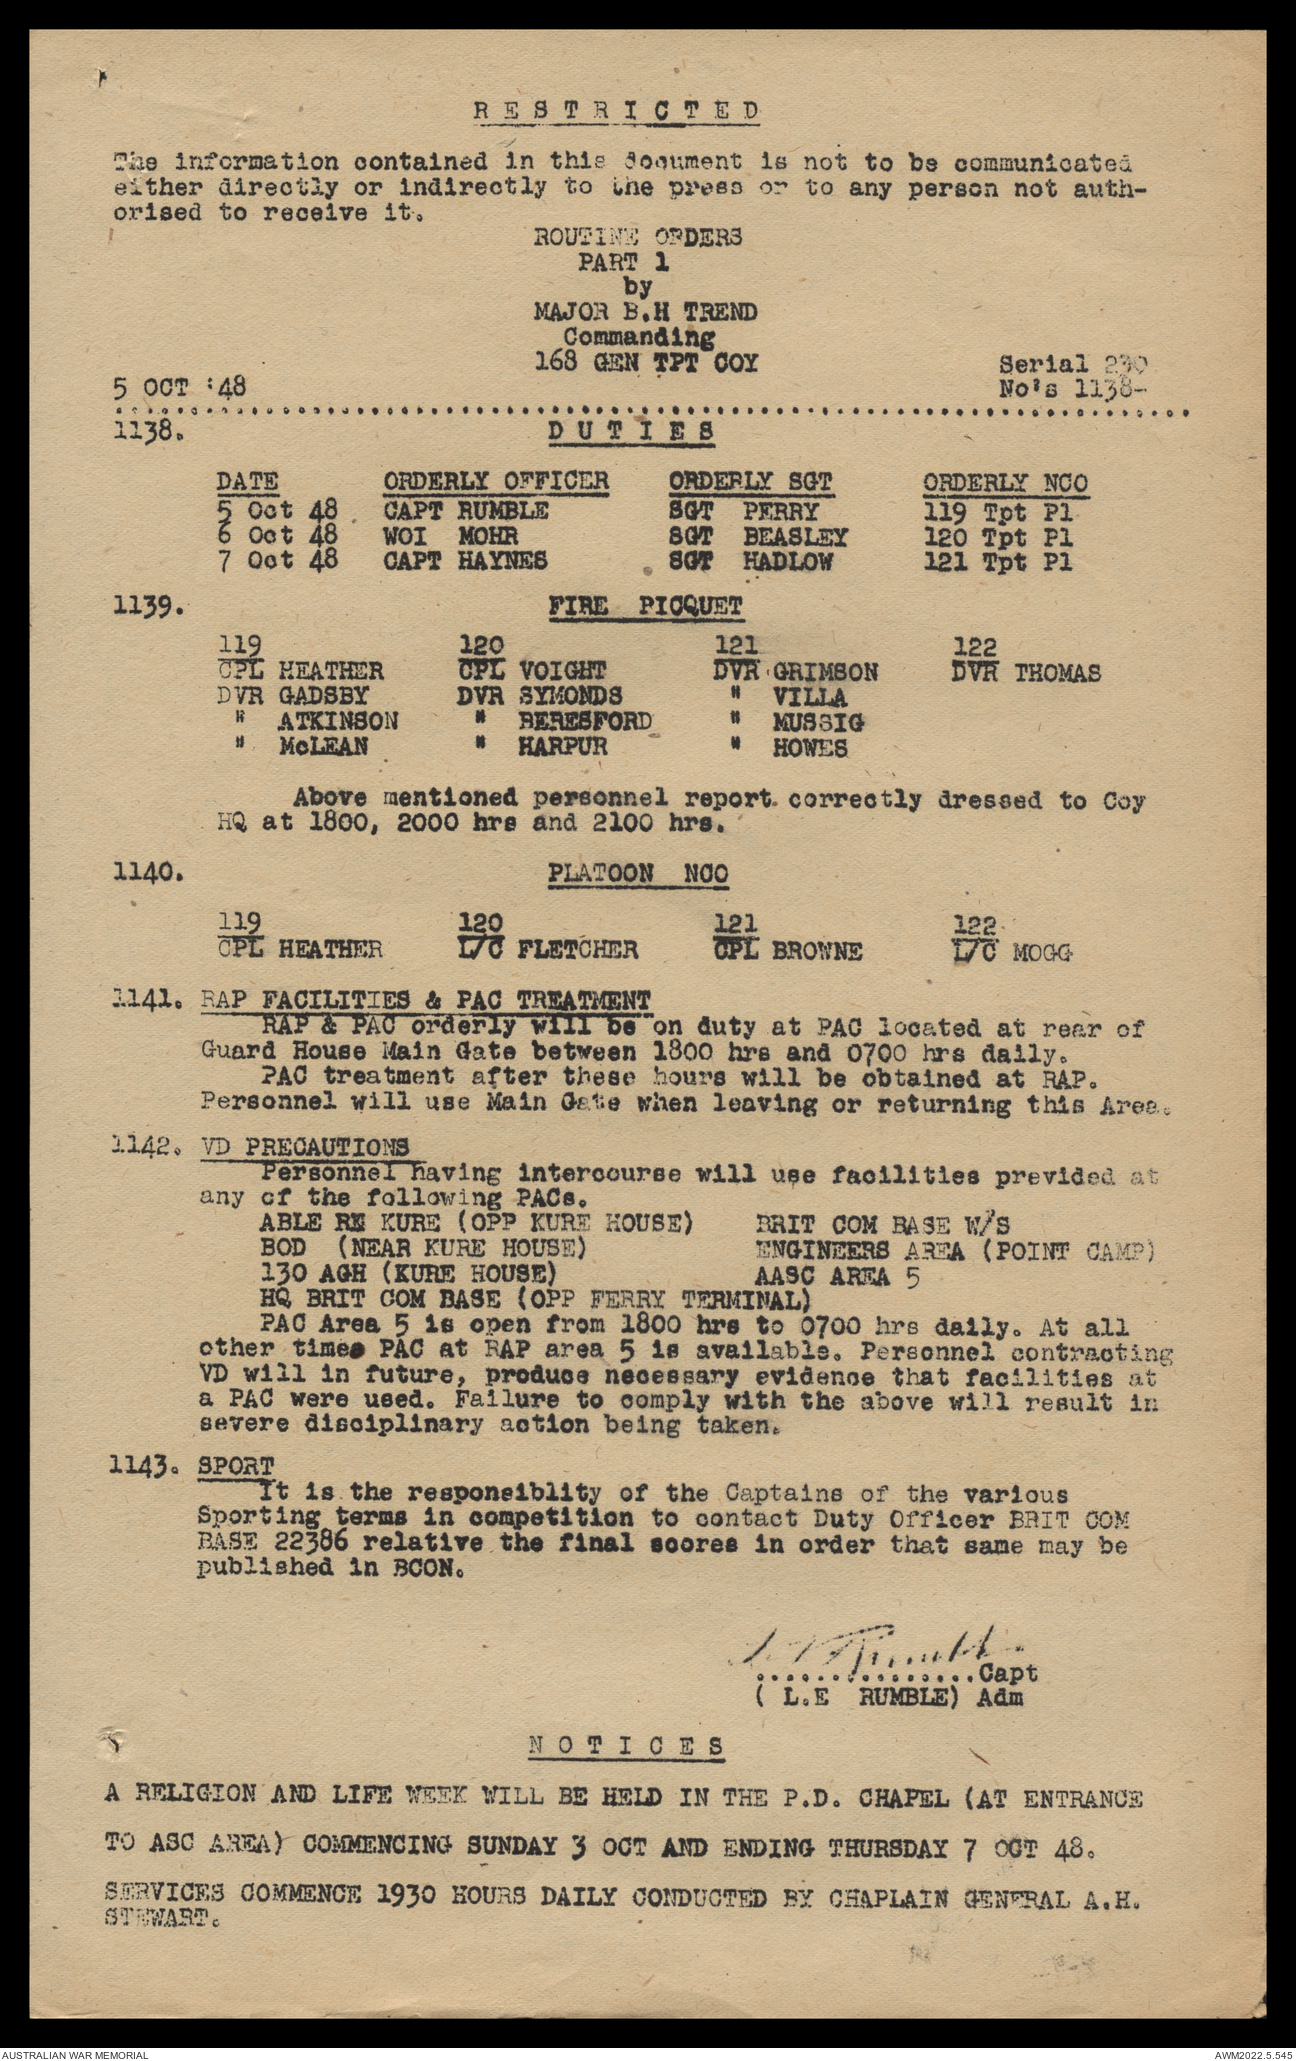 R E S T R I C T E D
The information contained in this document is not to be communicated
either directly or indirectly to the press or to any person not auth-
orised to receive it.
ROUTINE ORDERS
PART 1
by
MAJOR B.H TREND
Commanding
168 GEN TPT COY
Serial 230
5 OCT '48 No's 1138-
1138. D U T I E S
DATE ORDERLY OFFICER ORDERLY SGT ORDERLY NCO
5 Oct 48 CAPT RUMBLE SGT PERRY 119 Tpt Pl
6 Oct 48 WOI MOHR SGT BEASLEY 120 Tpt Pl
7 Oct 48 CAPT HAYNES SGT HADLOW 121 Tpt Pl
1139. FIRE PICQUET
119 120 121 122
CPL HEATHER CPL VOIGHT DVR GRIMSON DVR THOMAS
DVR GADSBY DVR SYMONDS " VILLA
" ATKINSON " BERESFORD " MUSSIG
" McLEAN " HARPUR " HOWES
Above mentioned personnel report correctly dressed to Coy
HQ at 1800, 2000 hrs and 2100 hrs.
1140. PLATOON NCO
119 120 121 122
CPL HEATHER L/C FLETCHER CPL BROWNE L/C MOGG
1141. RAP FACILITIES & PAC TREATMENT
RAP & PAC orderly will be on duty at PAC located at rear of
Guard House Main Gate between 1800 hrs and 0700 hrs daily.
PAC treatment after these hours will be obtained at RAP.
Personnel will use Main Gate when leaving or returning this Area.
1142. VD PRECAUTIONS
Personnel having intercourse will use facilities previded at
any of the following PACs.
ABLE RE KURE (OPP KURE HOUSE) BRIT COM BASE W/S
BOD (NEAR KURE HOUSE) ENGINEERS AREA (POINT CAMP)
130 AGH (KURE HOUSE) AASC AREA 5
HQ BRIT COM BASE (OPP FERRY TERMINAL)
PAC Area 5 is open from 1800 hrs to 0700 hrs daily. At all
other times PAC at RAP area 5 is available. Personnel contracting
VD will in future, produce necessary evidence that facilities at
a PAC were used. Failure to comply with the above will result in
severe disciplinary action being taken.
1143. SPORT
It is the responsiblity of the Captains of the various
Sporting terms in competition to contact Duty Officer BRIT COM
BASE 22386 relative the final scores in order that same may be
published in BCON.
...............Capt
( L.E RUMBLE) Adm
N O T I C E S
A RELIGION AND LIFE WEEK WILL BE HELD IN THE P.D. CHAPEL (AT ENTRANCE
TO ASC AREA) COMMENCING SUNDAY 3 OCT AND ENDING THURSDAY 7 OCT 48.
SERVICES COMMENCE 1930 HOURS DAILY CONDUCTED BY CHAPLAIN GENERAL A.H.
STEWART.
AUSTRALIAN WAR MEMORIAL AWM2022.5.545